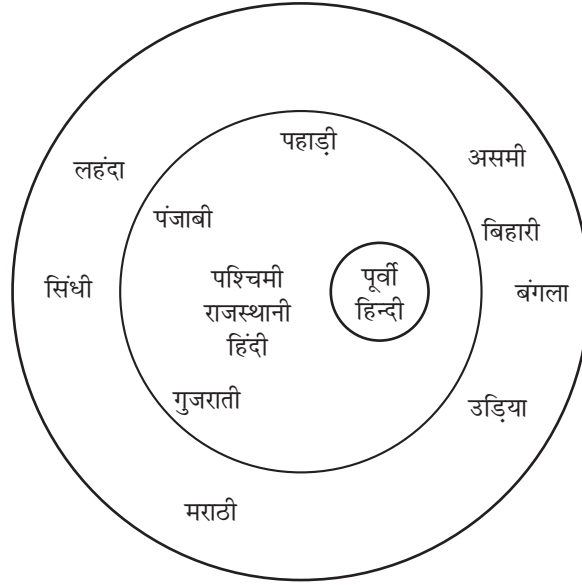 पहाड़ी
असमी
लहंदा
पंजाबी
बिहारी
पश्चिमी
राजस्थानी
हिंदी
पूर्वी
हिन्दी
सिंधी
बंगला
गुजराती
उड़िया
मराठी